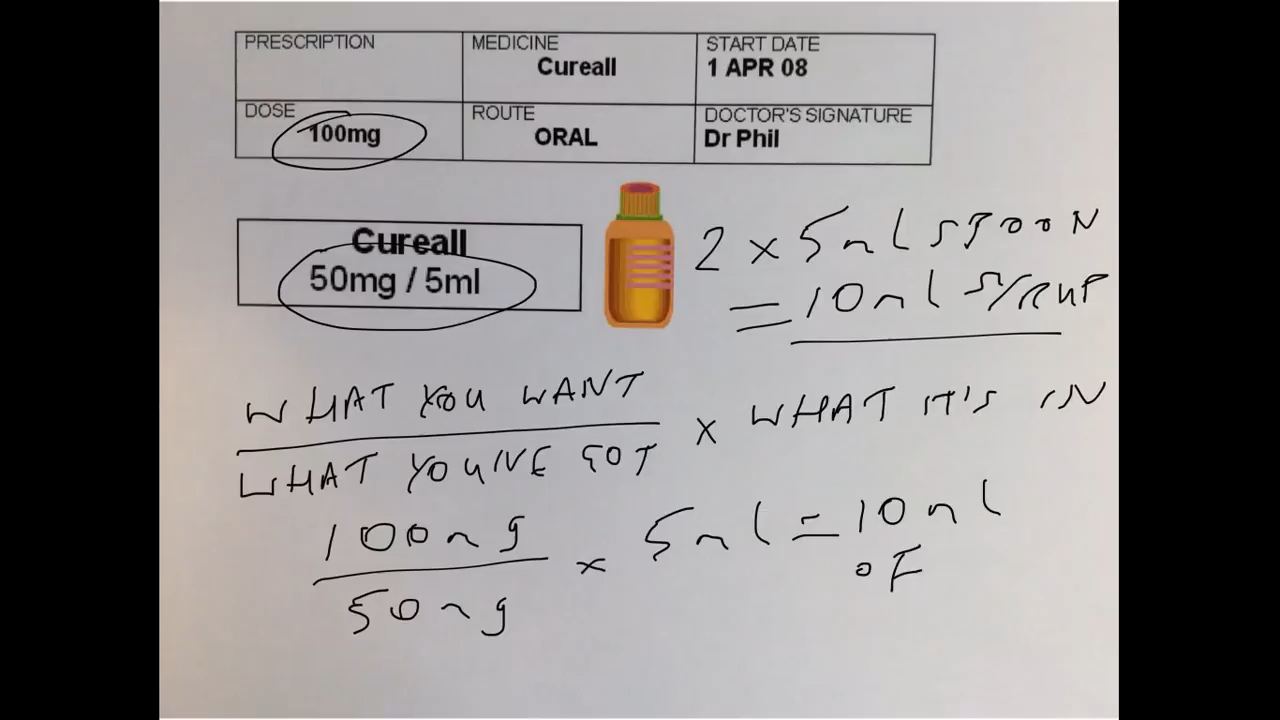 PRESCRIPTION
MEDICINE
Cureall
START DATE
1 APR 08
DOSE
100mg
ROUTE
ORAL
DOCTOR'S SIGNATURE
Dr Phil
Cureall
50mg / 5ml
2 x 5ml SPOON
= 10ml SYRUP
WHAT YOU WANT
WHAT YOU'VE GOT
x WHAT IT'S IN
100mg
50mg
x 5ml = 10ml
OF